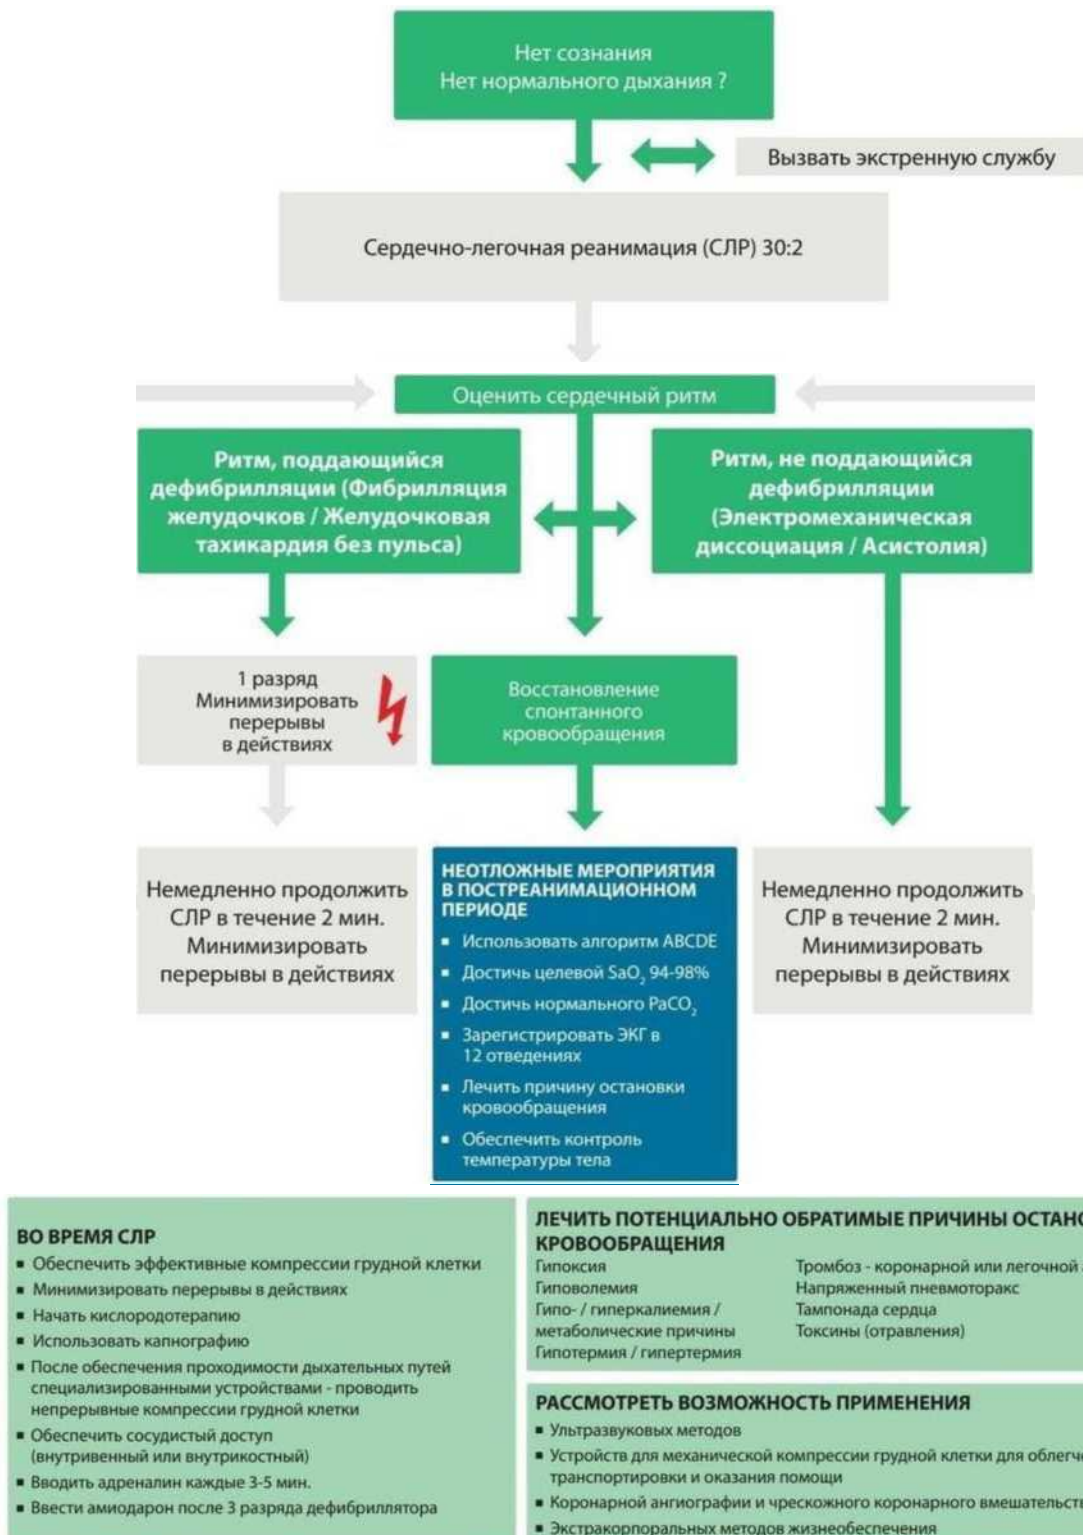 Нет сознания
Нет нормального дыхания ?
Вызвать экстренную службу
Сердечно-легочная реанимация (СЛР) 30:2
Оценить сердечный ритм
Ритм, поддающийся
дефибрилляции (Фибрилляция
желудочков / Желудочковая
тахикардия без пульса)
Ритм, не поддающийся
дефибрилляции
(Электромеханическая
диссоциация / Асистолия)
1 разряд
Минимизировать
перерывы
в действиях
Восстановление
спонтанного
кровообращения
Немедленно продолжить
СЛР в течение 2 мин.
Минимизировать
перерывы в действиях
НЕОТЛОЖНЫЕ МЕРОПРИЯТИЯ
В ПОСТРЕАНИМАЦИОННОМ
ПЕРИОДЕ
▪ Использовать алгоритм ABCDE
▪ Достичь целевой SaO₂ 94-98%
▪ Достичь нормального PaCO₂
▪ Зарегистрировать ЭКГ в
12 отведениях
▪ Лечить причину остановки
кровообращения
▪ Обеспечить контроль
температуры тела
Немедленно продолжить
СЛР в течение 2 мин.
Минимизировать
перерывы в действиях
ВО ВРЕМЯ СЛР
▪ Обеспечить эффективные компрессии грудной клетки
▪ Минимизировать перерывы в действиях
▪ Начать кислородотерапию
▪ Использовать капнографию
▪ После обеспечения проходимости дыхательных путей
специализированными устройствами - проводить
непрерывные компрессии грудной клетки
▪ Обеспечить сосудистый доступ
(внутривенный или внутрикостный)
▪ Вводить адреналин каждые 3-5 мин.
▪ Ввести амиодарон после 3 разряда дефибриллятора
ЛЕЧИТЬ ПОТЕНЦИАЛЬНО ОБРАТИМЫЕ ПРИЧИНЫ
КРОВООБРАЩЕНИЯ
Гипоксия
Гиповолемия
Гипо- / гиперкалиемия /
метаболические причины
Гипотермия / гипертермия
Тромбоз - коронарной или легочной
Напряженный пневмоторакс
Тампонада сердца
Токсины (отравления)
РАССМОТРЕТЬ ВОЗМОЖНОСТЬ ПРИМЕНЕНИЯ
▪ Ультразвуковых методов
▪ Устройств для механической компрессии грудной клетки для
транспортировки и оказания помощи
▪ Коронарной ангиографии и чрескожного коронарного
▪ Экстракорпоральных методов жизнеобеспечения